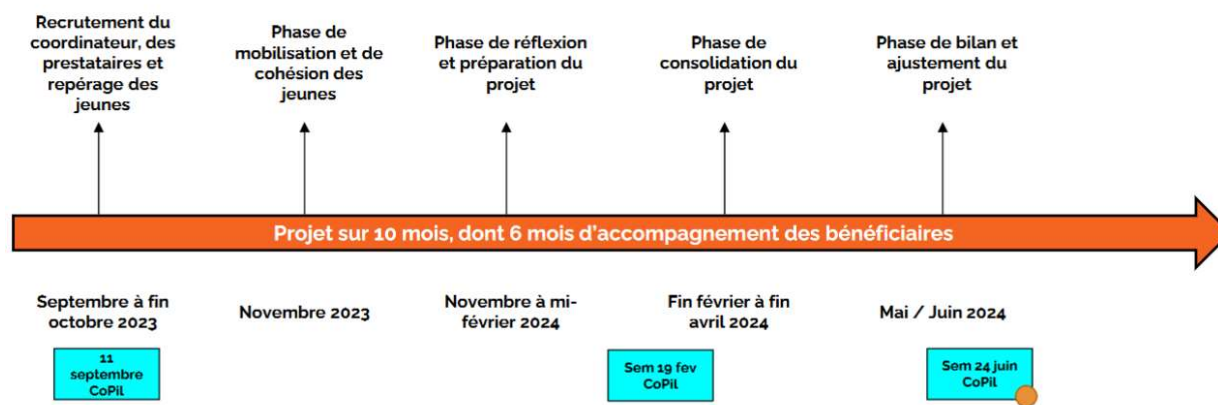 Recrutement du
coordinateur, des
prestataires et
repérage des
jeunes
Phase de
mobilisation et de
cohésion des
jeunes
Phase de réflexion
et préparation du
projet
Phase de
consolidation du
projet
Phase de bilan et
ajustement du
projet
Projet sur 10 mois, dont 6 mois d'accompagnement des bénéficiaires
Septembre à fin
octobre 2023
Novembre 2023
Novembre à mi-
février 2024
Fin février à fin
avril 2024
Mai / Juin 2024
11
septembre
CoPil
Sem 19 fev
CoPil
Sem 24 juin
CoPil